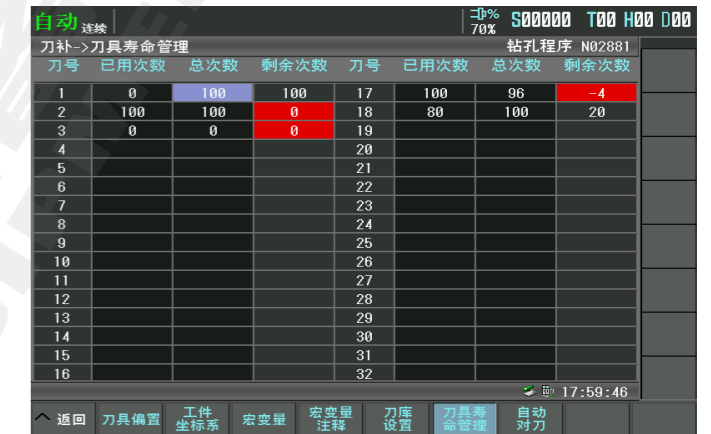 自动 连续 70% % S00000 T00 H00 D00
刀补->刀具寿命管理 钻孔程序 N02881
刀号 已用次数 总次数 剩余次数 刀号 已用次数 总次数 剩余次数
1 0 100 100 17 100 96 -4
2 100 100 0 18 80 100 20
3 0 0 0 19
4 20
5 21
6 22
7 23
8 24
9 25
10 26
11 27
12 28
13 29
14 30
15 31
16 32
17:59:46
^ 返回 刀具偏置 工件坐标系 宏变量 宏变量注释 刀库设置 刀具寿命管理 自动对刀